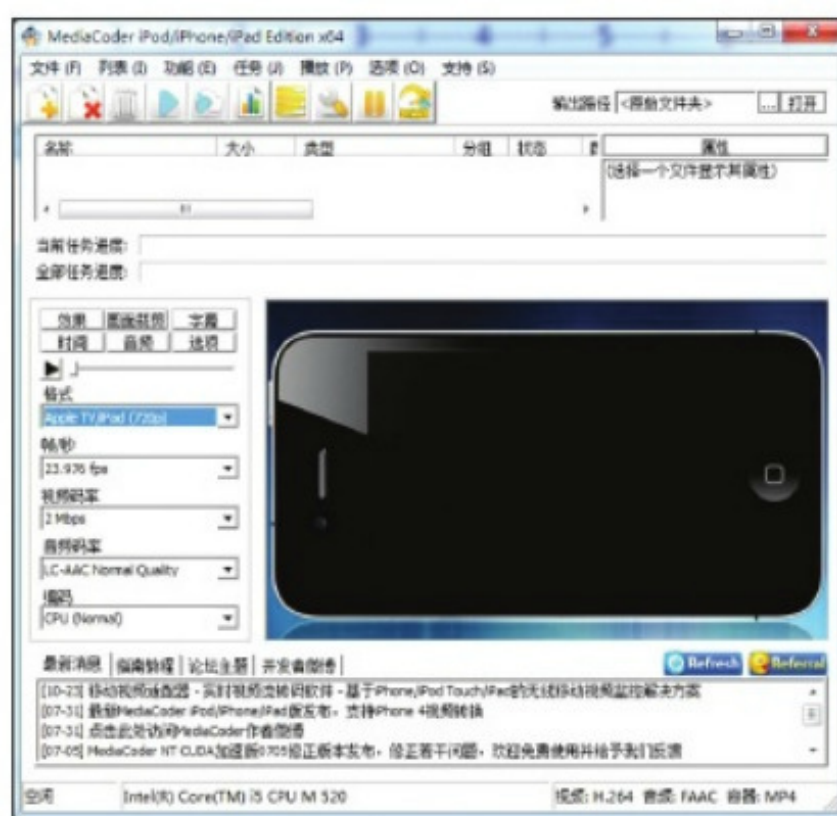 MediaCoder iPod/iPhone/iPad Edition x64
文件 (F) 列表 (I) 功能 (E) 任务 (J) 播放 (P) 选项 (O) 支持 (S)
输出路径 <原始文件夹> ... 打开
名称 大小 类型 分组 状态 属性
(选择一个文件显示其属性)
当前任务进度:
全部任务进度:
效果 画面裁剪 字幕
时间 音频 选项
格式
Apple TV/iPad (720p)
帧/秒
23.976 fps
视频码率
2 Mbps
音频码率
LC-AAC Normal Quality
编码
CPU (Normal)
最新消息 指南教程 论坛主题 开发者微博 Refresh Referral
[10-23] 移动视频适配器 - 实时视频流转码软件 - 基于iPhone/iPod Touch/iPad的无线移动视频监控解决方案
[07-31] 最新MediaCoder iPod/iPhone/iPad版发布，支持iPhone 4视频转换
[07-31] 点击此处访问MediaCoder作者微博
[07-05] MediaCoder NT CUDA加速版0705修正版本发布，修正若干问题，欢迎免费使用并给予我们反馈
空闲 Intel(R) Core(TM) i5 CPU M 520 视频: H.264 音频: FAAC 容器: MP4